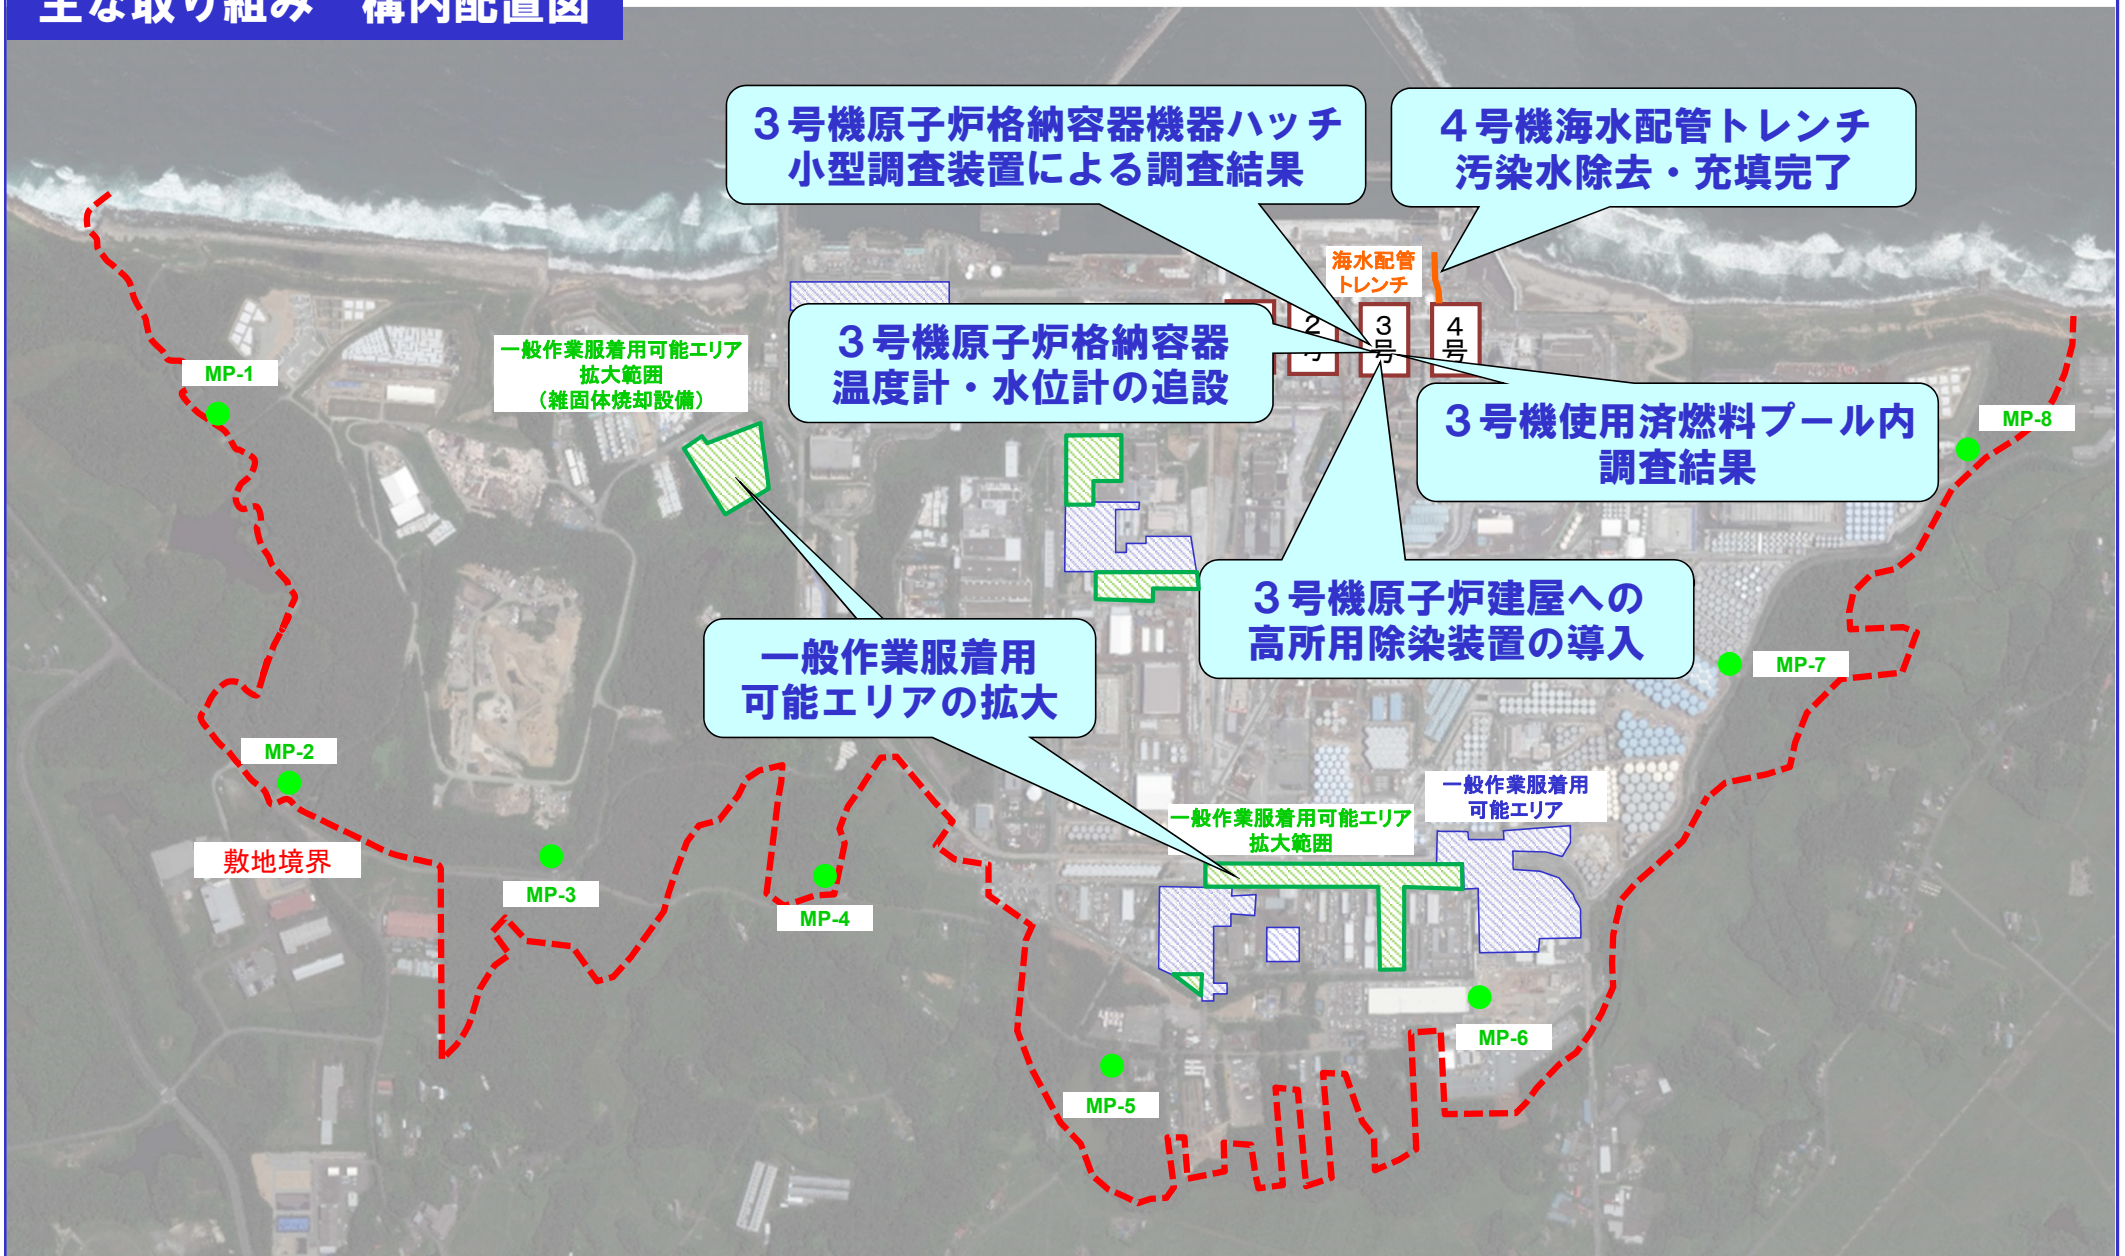 主な取り組み　構内配置図
３号機原子炉格納容器機器ハッチ
小型調査装置による調査結果
４号機海水配管トレンチ
汚染水除去・充填完了
海水配管
トレンチ
３号機原子炉格納容器
温度計・水位計の追設
2
3
号
4
号
一般作業服着用可能エリア
拡大範囲
（雑固体焼却設備）
３号機使用済燃料プール内
調査結果
MP-1
MP-8
３号機原子炉建屋への
高所用除染装置の導入
一般作業服着用
可能エリアの拡大
MP-7
MP-2
一般作業服着用
可能エリア
一般作業服着用可能エリア
拡大範囲
敷地境界
MP-3
MP-4
MP-6
MP-5